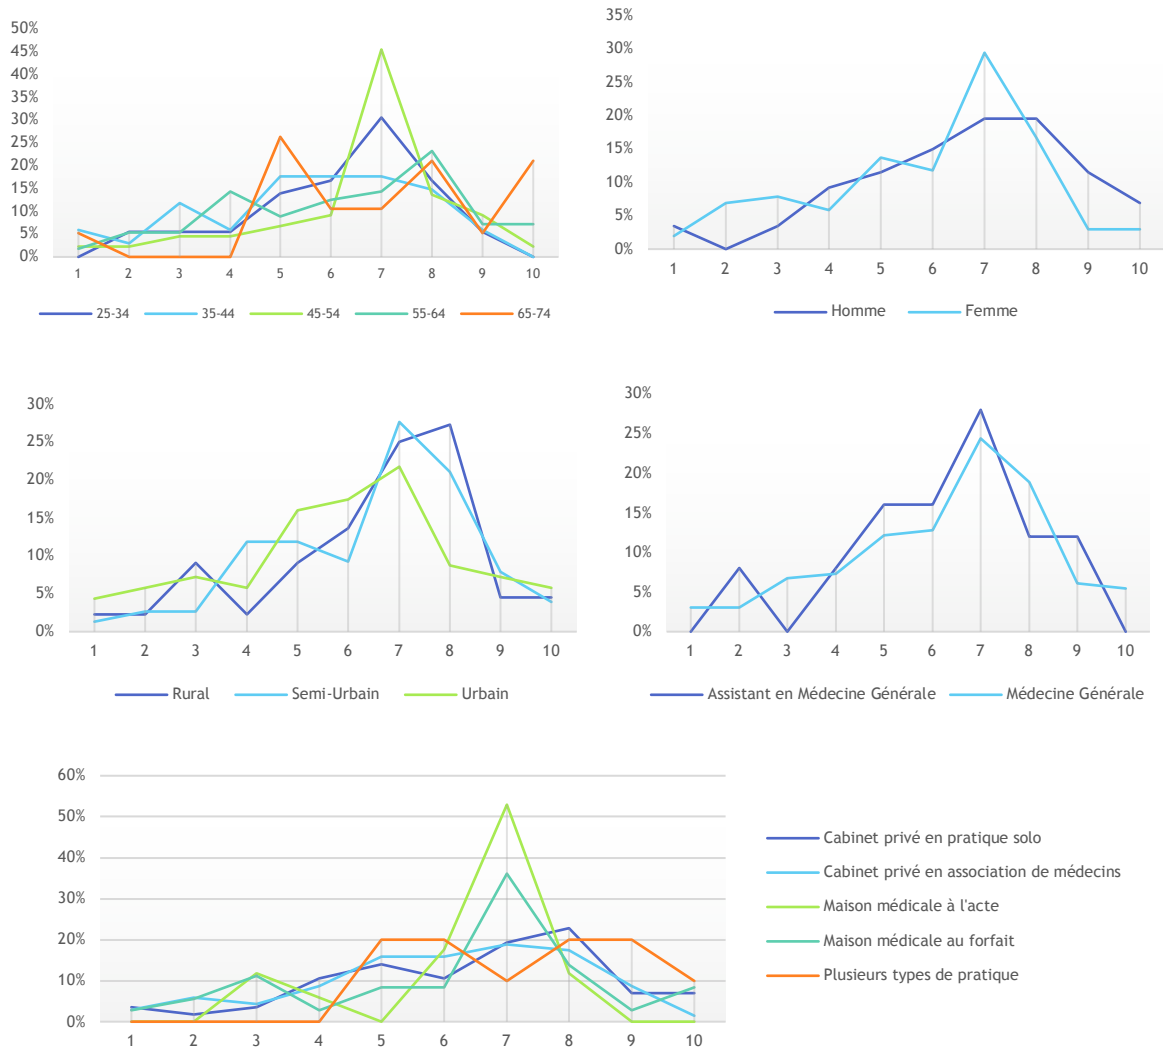 50%
45%
40%
35%
30%
25%
20%
15%
10%
5%
0%
1 2 3 4 5 6 7 8 9 10
25-34 35-44 45-54 55-64 65-74
35%
30%
25%
20%
15%
10%
5%
0%
1 2 3 4 5 6 7 8 9 10
Homme Femme
30%
25%
20%
15%
10%
5%
0%
1 2 3 4 5 6 7 8 9 10
Rural Semi-Urbain Urbain
30%
25%
20%
15%
10%
5%
0%
1 2 3 4 5 6 7 8 9 10
Assistant en Médecine Générale Médecine Générale
60%
50%
40%
30%
20%
10%
0%
1 2 3 4 5 6 7 8 9 10
Cabinet privé en pratique solo
Cabinet privé en association de médecins
Maison médicale à l'acte
Maison médicale au forfait
Plusieurs types de pratique